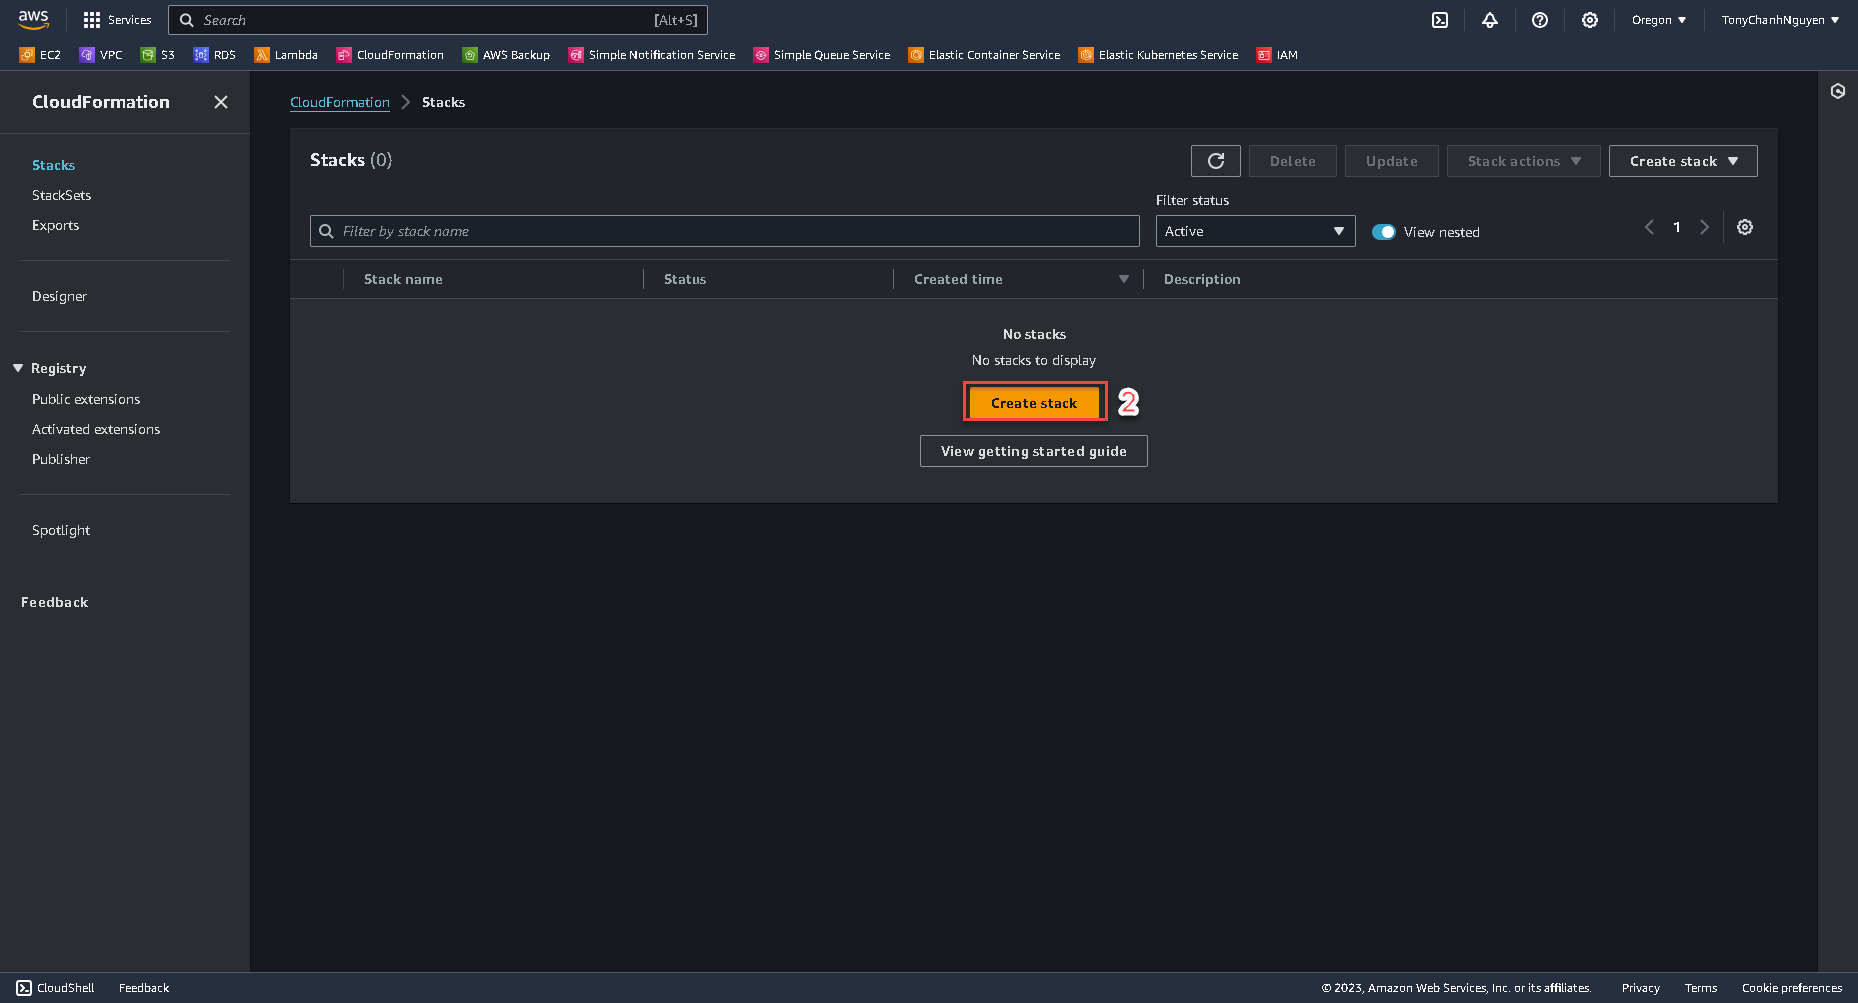 aws Services Search [Alt+S] Oregon TonyChanhNguyen
EC2 VPC S3 RDS Lambda CloudFormation AWS Backup Simple Notification Service Simple Queue Service Elastic Container Service Elastic Kubernetes Service IAM
CloudFormation
Stacks
StackSets
Exports
Designer
Registry
Public extensions
Activated extensions
Publisher
Spotlight
Feedback
CloudFormation Stacks
Stacks (0) Delete Update Stack actions Create stack
Filter status
Filter by stack name Active View nested 1
Stack name Status Created time Description
No stacks
No stacks to display
Create stack 2
View getting started guide
CloudShell Feedback © 2023, Amazon Web Services, Inc. or its affiliates. Privacy Terms Cookie preferences